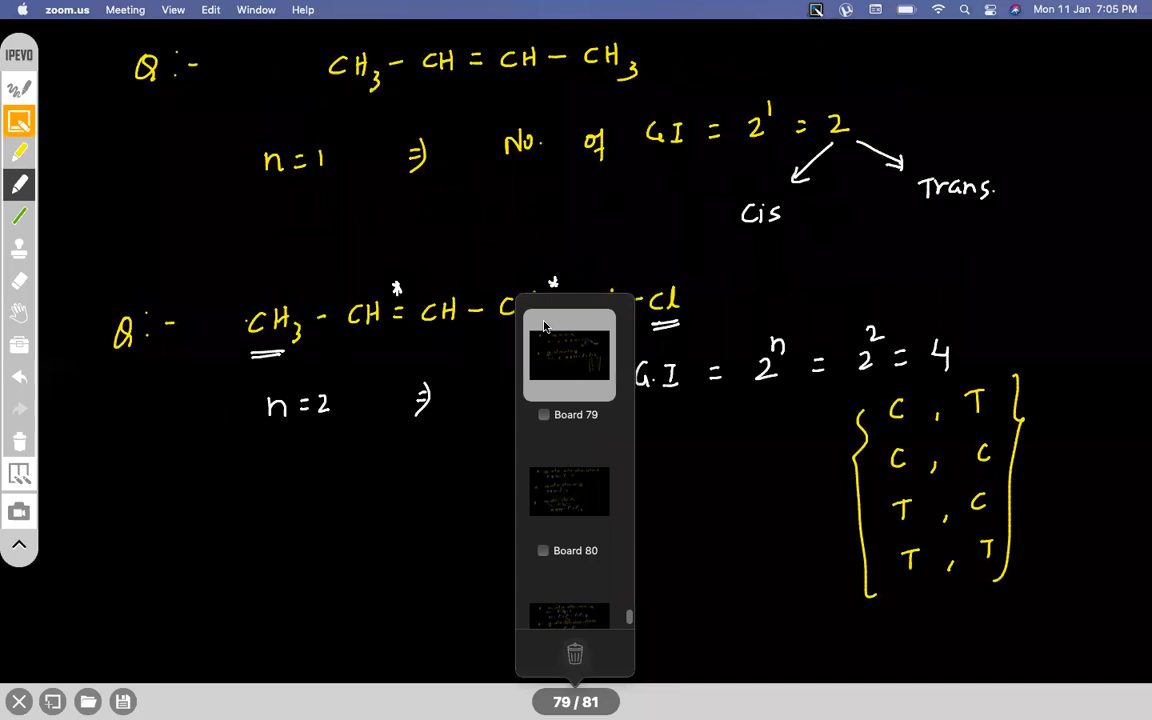 zoom.us Meeting View Edit Window Help Mon 11 Jan 7:05 PM
IPEVO
Q :- CH3 - CH = CH - CH3
n = 1 ⇒ No. of G I = 2^1 = 2
Cis Trans.
Q :- CH3 - CH = CH - C - Cl
n = 2 ⇒ G.I = 2^n = 2^2 = 4
C , T
C , C
T , C
T , T
Board 79
Board 80
79 / 81